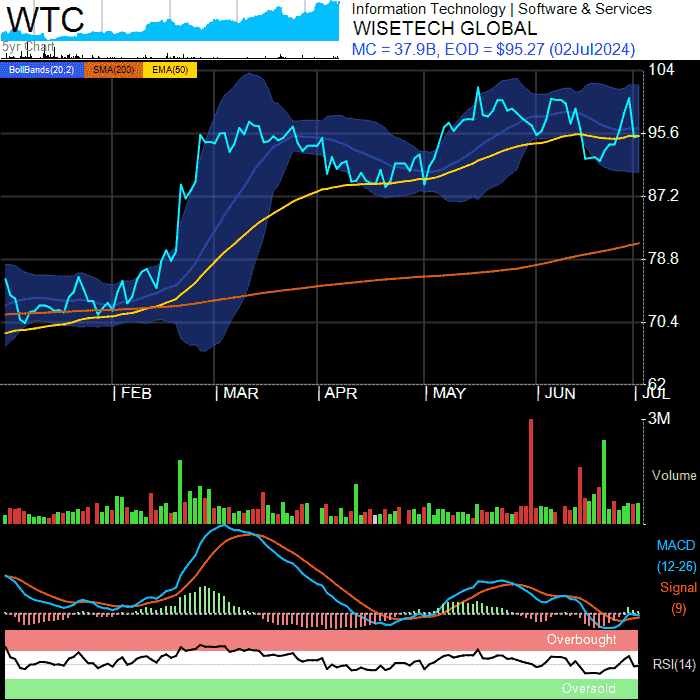 WTC
5yr Chart
Information Technology | Software & Services
WISETECH GLOBAL
MC = 37.9B, EOD = $95.27 (02Jul2024)
BollBands(20,2) SMA(200) EMA(50)
104
95.6
87.2
78.8
70.4
62
FEB MAR APR MAY JUN JUL
3M
Volume
MACD
(12-26)
Signal
(9)
Overbought
RSI(14)
Oversold